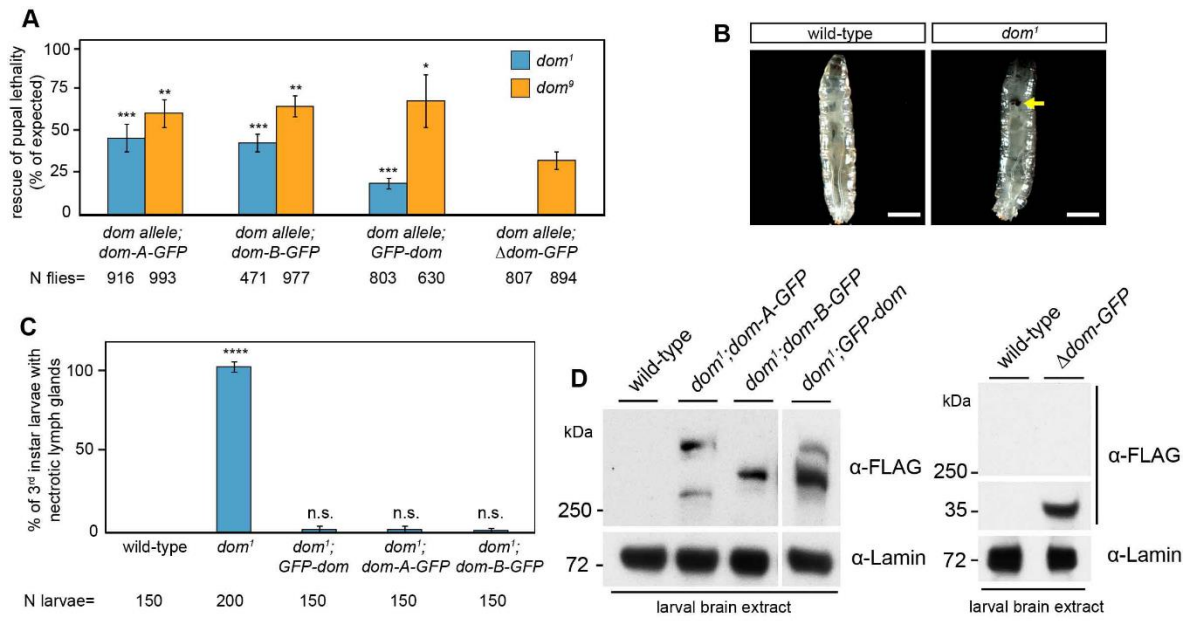 A
rescue of pupal lethality
(% of expected)
100
75
50
25
0
dom¹
dom⁹
***
**
***
**
***
*
dom allele;
dom-A-GFP
dom allele;
dom-B-GFP
dom allele;
GFP-dom
dom allele;
Δdom-GFP
N flies=
916 993
471 977
803 630
807 894
B
wild-type
dom¹
C
% of 3rd instar larvae with
nectrotic lymph glands
100
50
0
****
n.s.
n.s.
n.s.
wild-type
dom¹
dom¹;
GFP-dom
dom¹;
dom-A-GFP
dom¹;
dom-B-GFP
N larvae=
150
200
150
150
150
D
wild-type
dom¹;dom-A-GFP
dom¹;dom-B-GFP
dom¹;GFP-dom
kDa
250
72
α-FLAG
α-Lamin
larval brain extract
wild-type
Δdom-GFP
kDa
250
35
72
α-FLAG
α-Lamin
larval brain extract